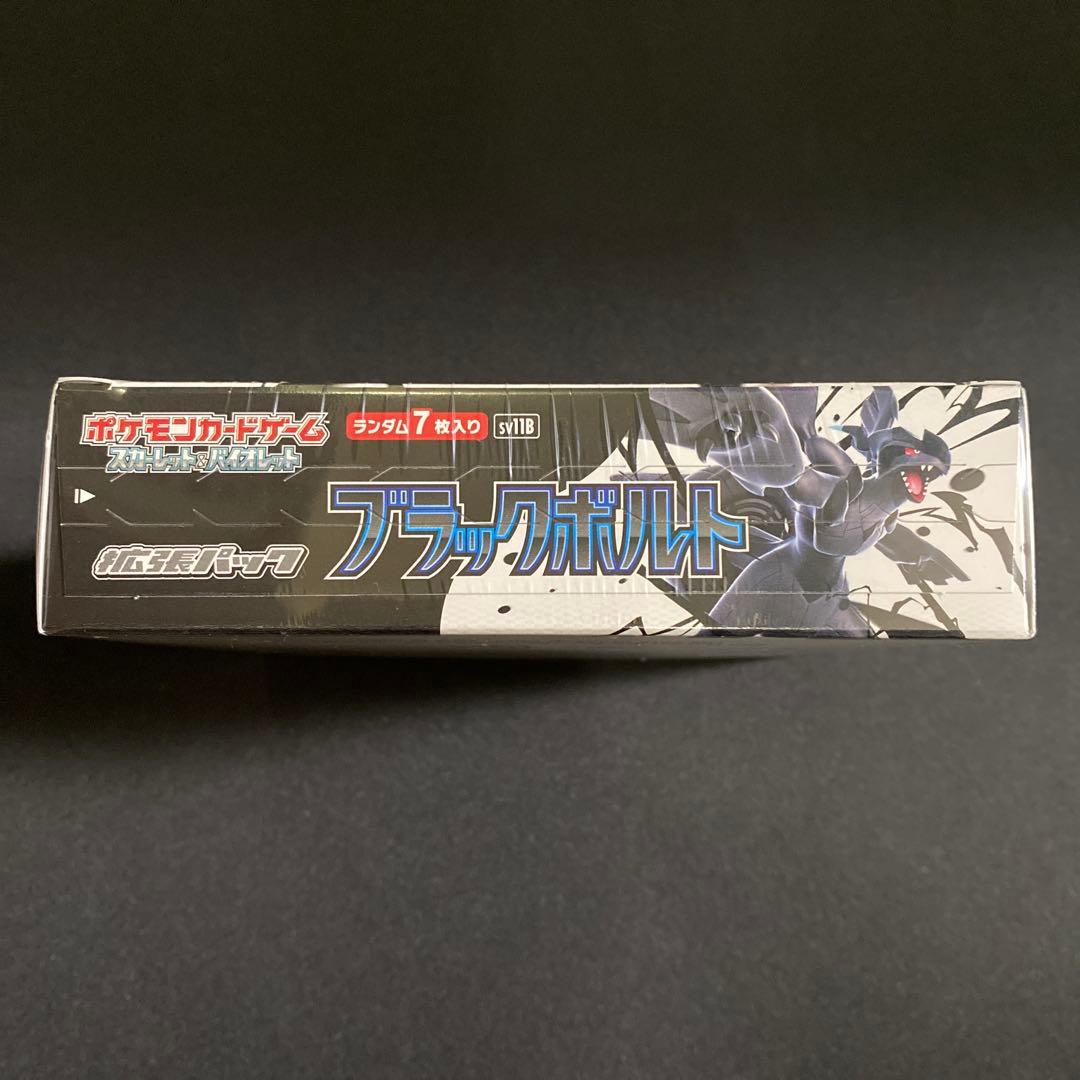 ポケモンカードゲーム
スカーレット&バイオレット
ランダム7枚入り
sv11B
拡張パック
ブラックボルト